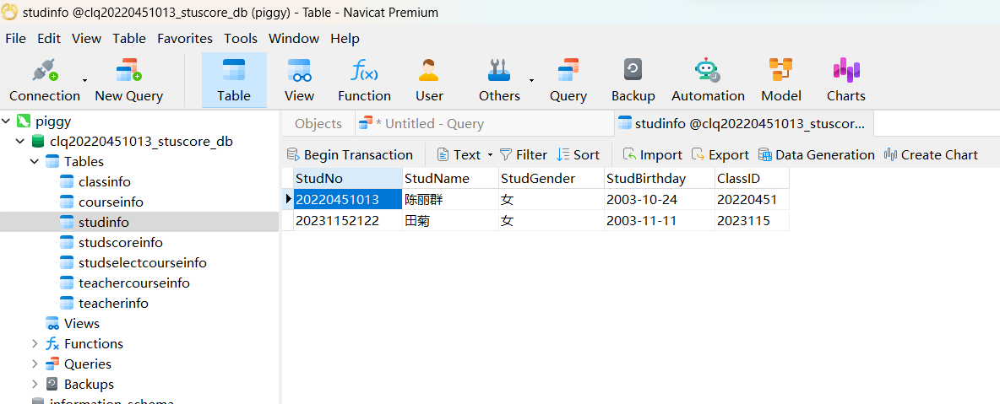 studinfo @clq20220451013_stuscore_db (piggy) - Table - Navicat Premium
File Edit View Table Favorites Tools Window Help
Connection New Query Table View Function User Others Query Backup Automation Model Charts
piggy
clq20220451013_stuscore_db
Tables
classinfo
courseinfo
studinfo
studscoreinfo
studselectcourseinfo
teachercourseinfo
teacherinfo
Views
Functions
Queries
Backups
information_schema
Objects * Untitled - Query studinfo @clq20220451013_stuscor...
Begin Transaction Text Filter Sort Import Export Data Generation Create Chart
StudNo StudName StudGender StudBirthday ClassID
20220451013 陈丽群 女 2003-10-24 20220451
20231152122 田菊 女 2003-11-11 2023115